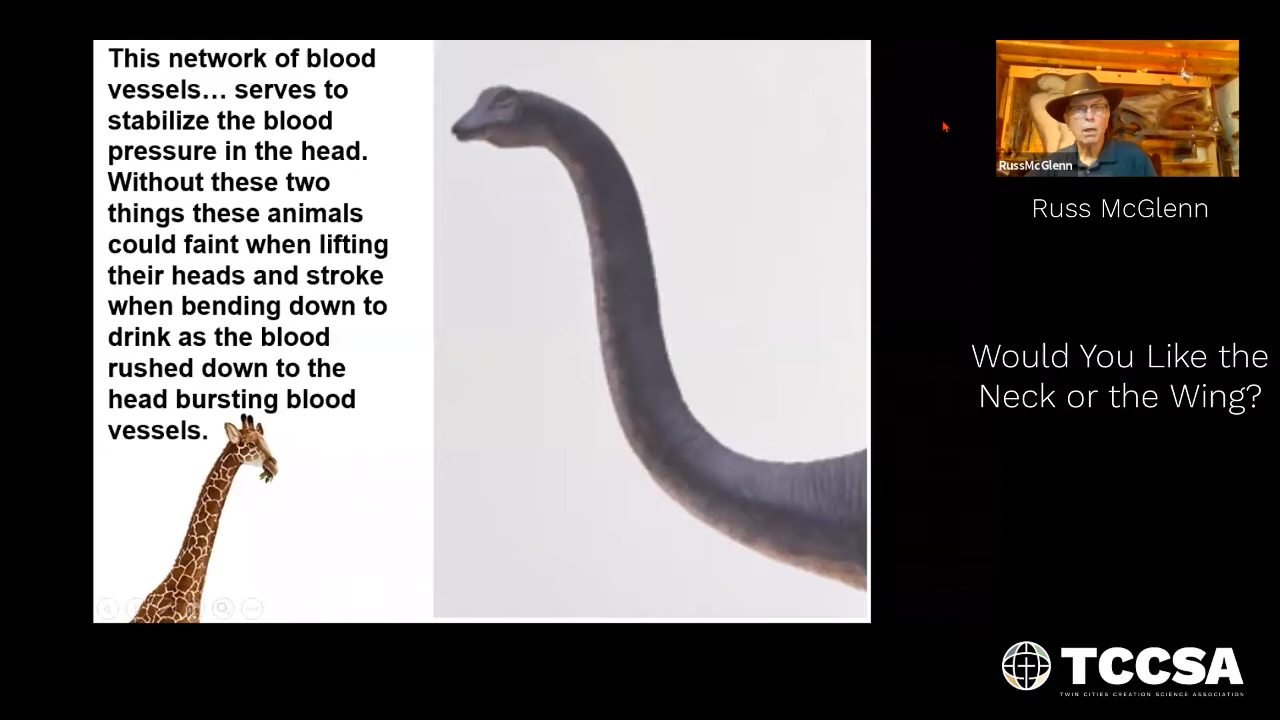 This network of blood
vessels… serves to
stabilize the blood
pressure in the head.
Without these two
things these animals
could faint when lifting
their heads and stroke
when bending down to
drink as the blood
rushed down to the
head bursting blood
vessels.
RussMcGlenn
Russ McGlenn
Would You Like the
Neck or the Wing?
TCCSA
TWIN CITIES CREATION SCIENCE ASSOCIATION